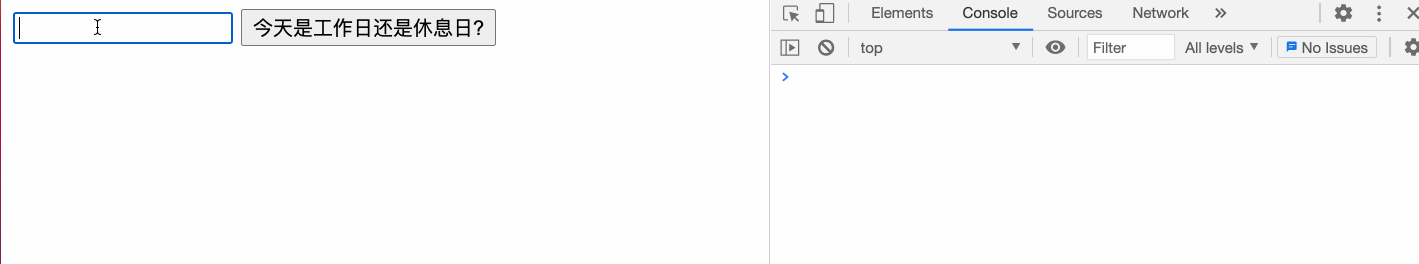 今天是工作日还是休息日?
Elements Console Sources Network
top Filter All levels No Issues